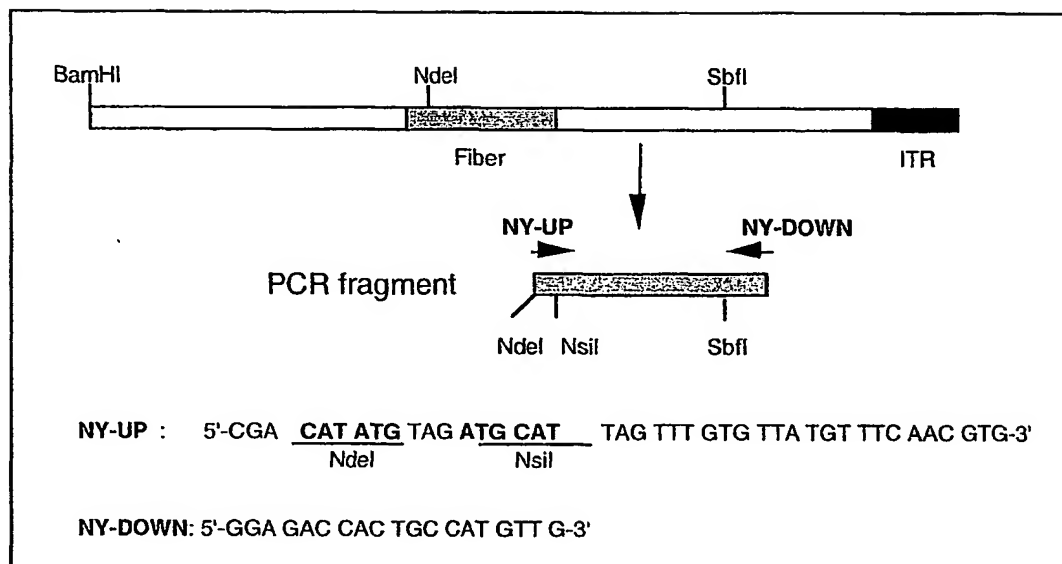 BamHI NdeI SbfI
Fiber ITR
NY-UP NY-DOWN
PCR fragment
NdeI NsiI SbfI
NY-UP : 5'-CGA CAT ATG TAG ATG CAT TAG TTT GTG TTA TGT TTC AAC GTG-3'
NdeI NsiI
NY-DOWN: 5'-GGA GAC CAC TGC CAT GTT G-3'